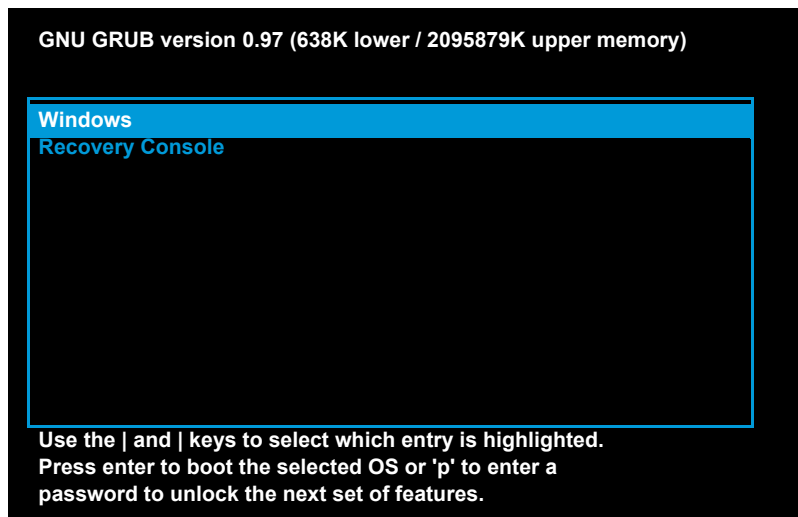 GNU GRUB version 0.97 (638K lower / 2095879K upper memory)
Windows
Recovery Console
Use the | and | keys to select which entry is highlighted.
Press enter to boot the selected OS or 'p' to enter a
password to unlock the next set of features.